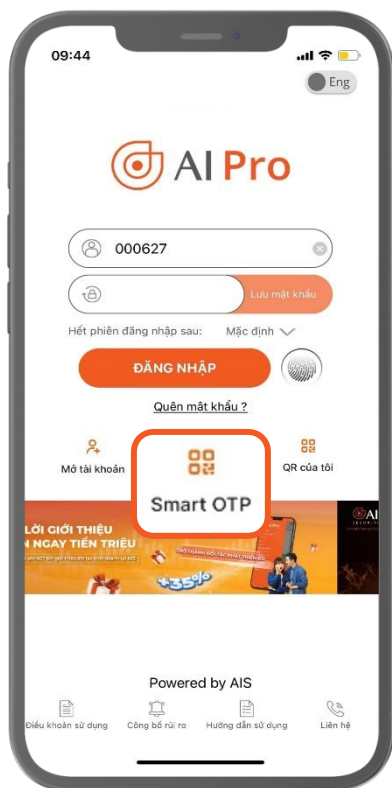 09:44
Eng
AI Pro
000627
Lưu mật khẩu
Hết phiên đăng nhập sau: Mặc định
ĐĂNG NHẬP
Quên mật khẩu ?
Mở tài khoản
Smart OTP
QR của tôi
LỜI GIỚI THIỆU
N NGAY TIỀN TRIỆU
+35%
Powered by AIS
Điều khoản sử dụng
Công bố rủi ro
Hướng dẫn sử dụng
Liên hệ